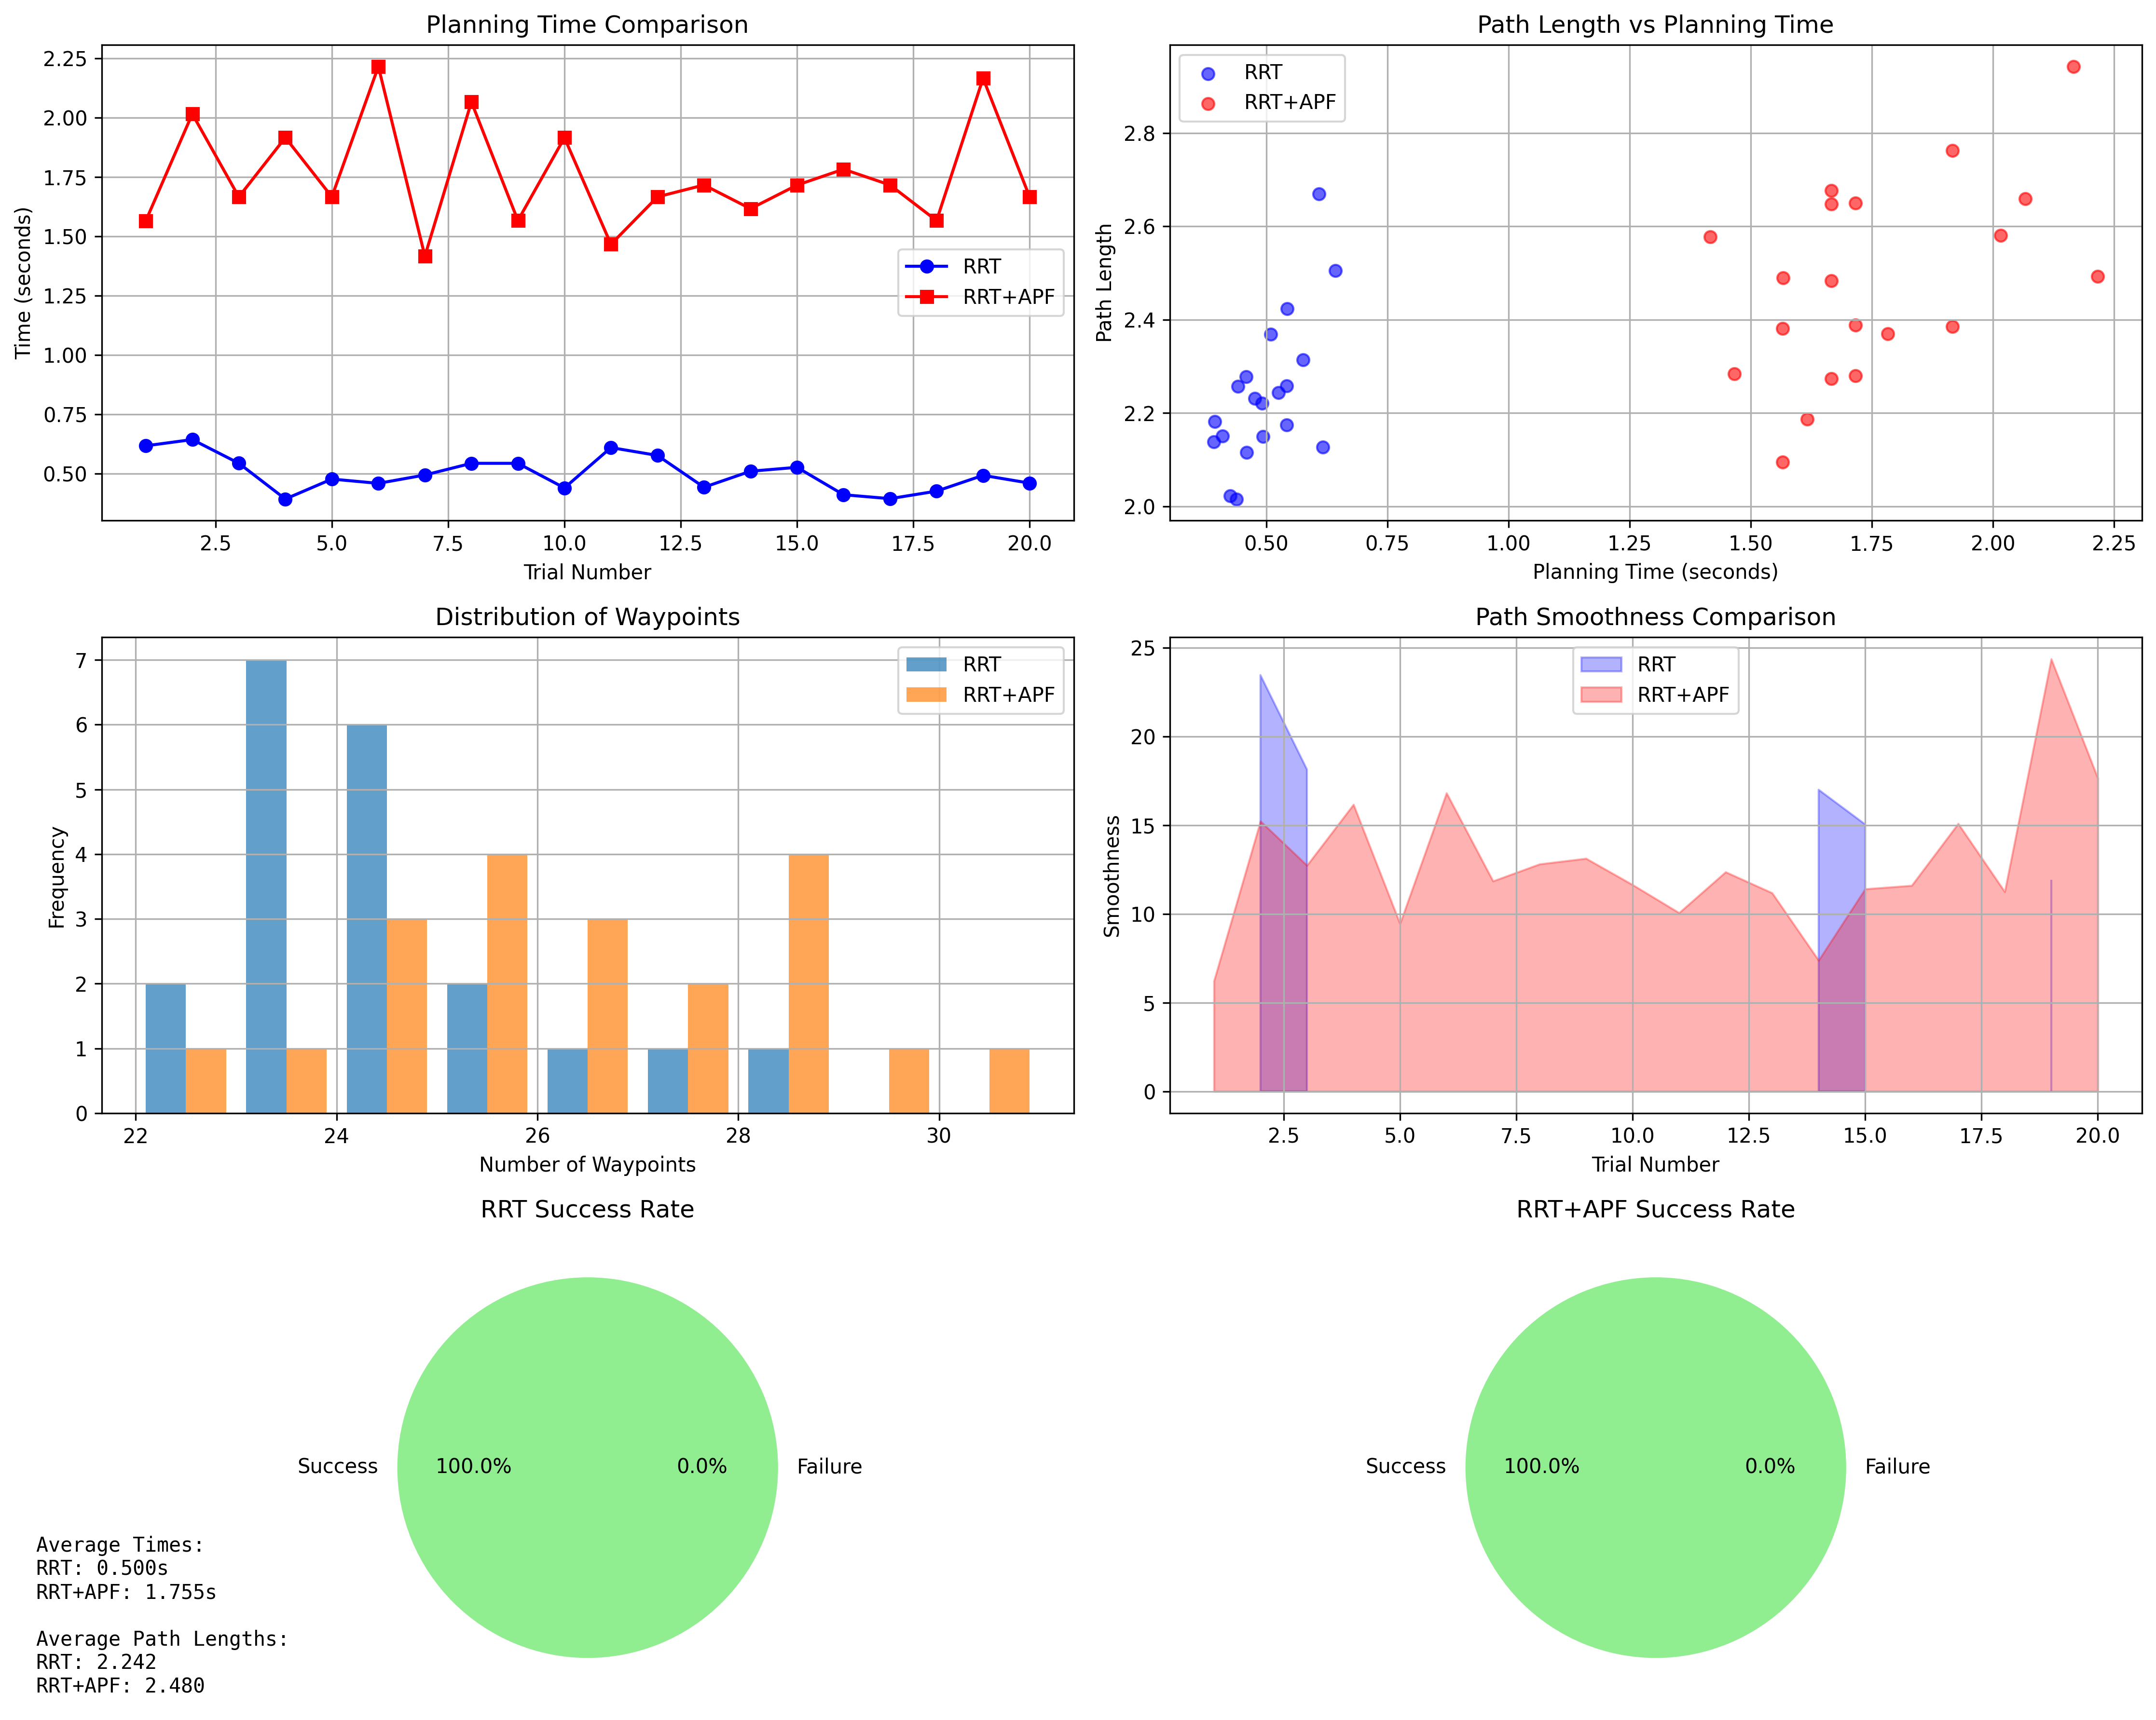 Planning Time Comparison
2.25
2.00
1.75
1.50
1.25
1.00
0.75
0.50
Time (seconds)
RRT
RRT+APF
2.5 5.0 7.5 10.0 12.5 15.0 17.5 20.0
Trial Number
Path Length vs Planning Time
RRT
RRT+APF
2.8
2.6
2.4
2.2
2.0
Path Length
0.50 0.75 1.00 1.25 1.50 1.75 2.00 2.25
Planning Time (seconds)
Distribution of Waypoints
7
6
5
4
3
2
1
0
Frequency
RRT
RRT+APF
22 24 26 28 30
Number of Waypoints
Path Smoothness Comparison
25
20
15
10
5
0
Smoothness
RRT
RRT+APF
2.5 5.0 7.5 10.0 12.5 15.0 17.5 20.0
Trial Number
RRT Success Rate
Success 100.0% 0.0% Failure
Average Times:
RRT: 0.500s
RRT+APF: 1.755s
Average Path Lengths:
RRT: 2.242
RRT+APF: 2.480
RRT+APF Success Rate
Success 100.0% 0.0% Failure